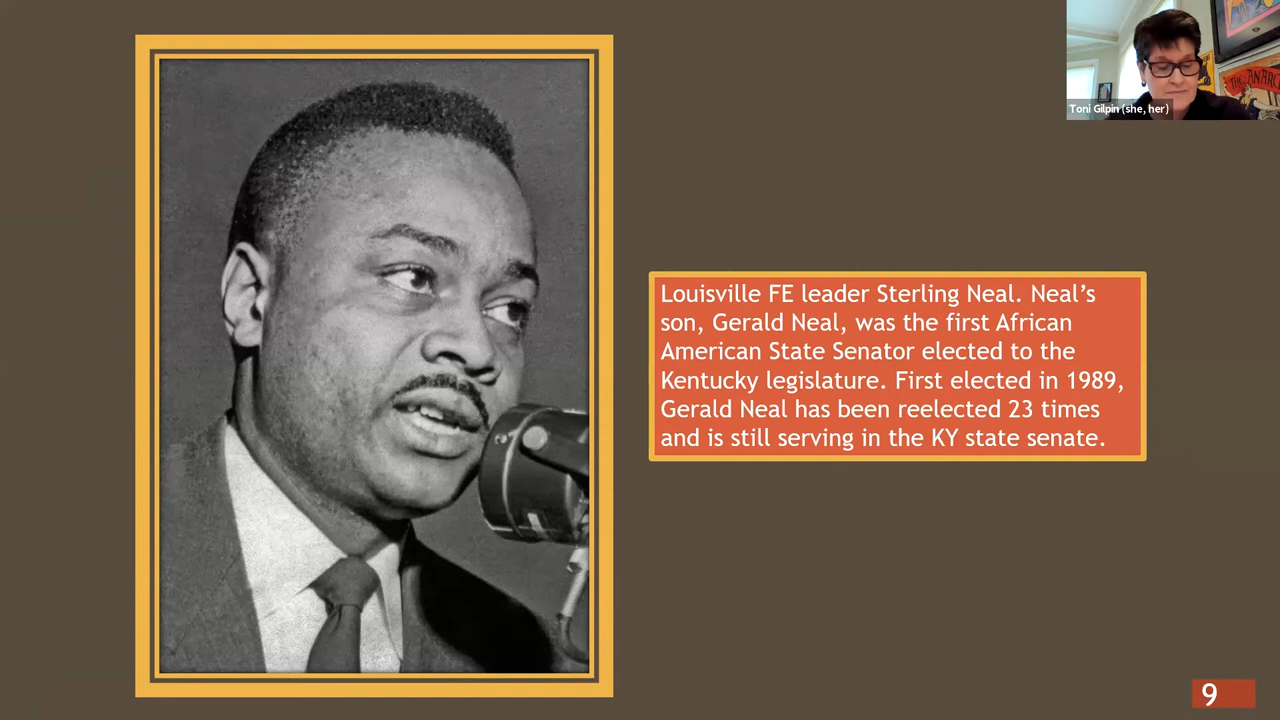 Toni Gilpin (she, her)
THE ANARC
Louisville FE leader Sterling Neal. Neal’s
son, Gerald Neal, was the first African
American State Senator elected to the
Kentucky legislature. First elected in 1989,
Gerald Neal has been reelected 23 times
and is still serving in the KY state senate.
9